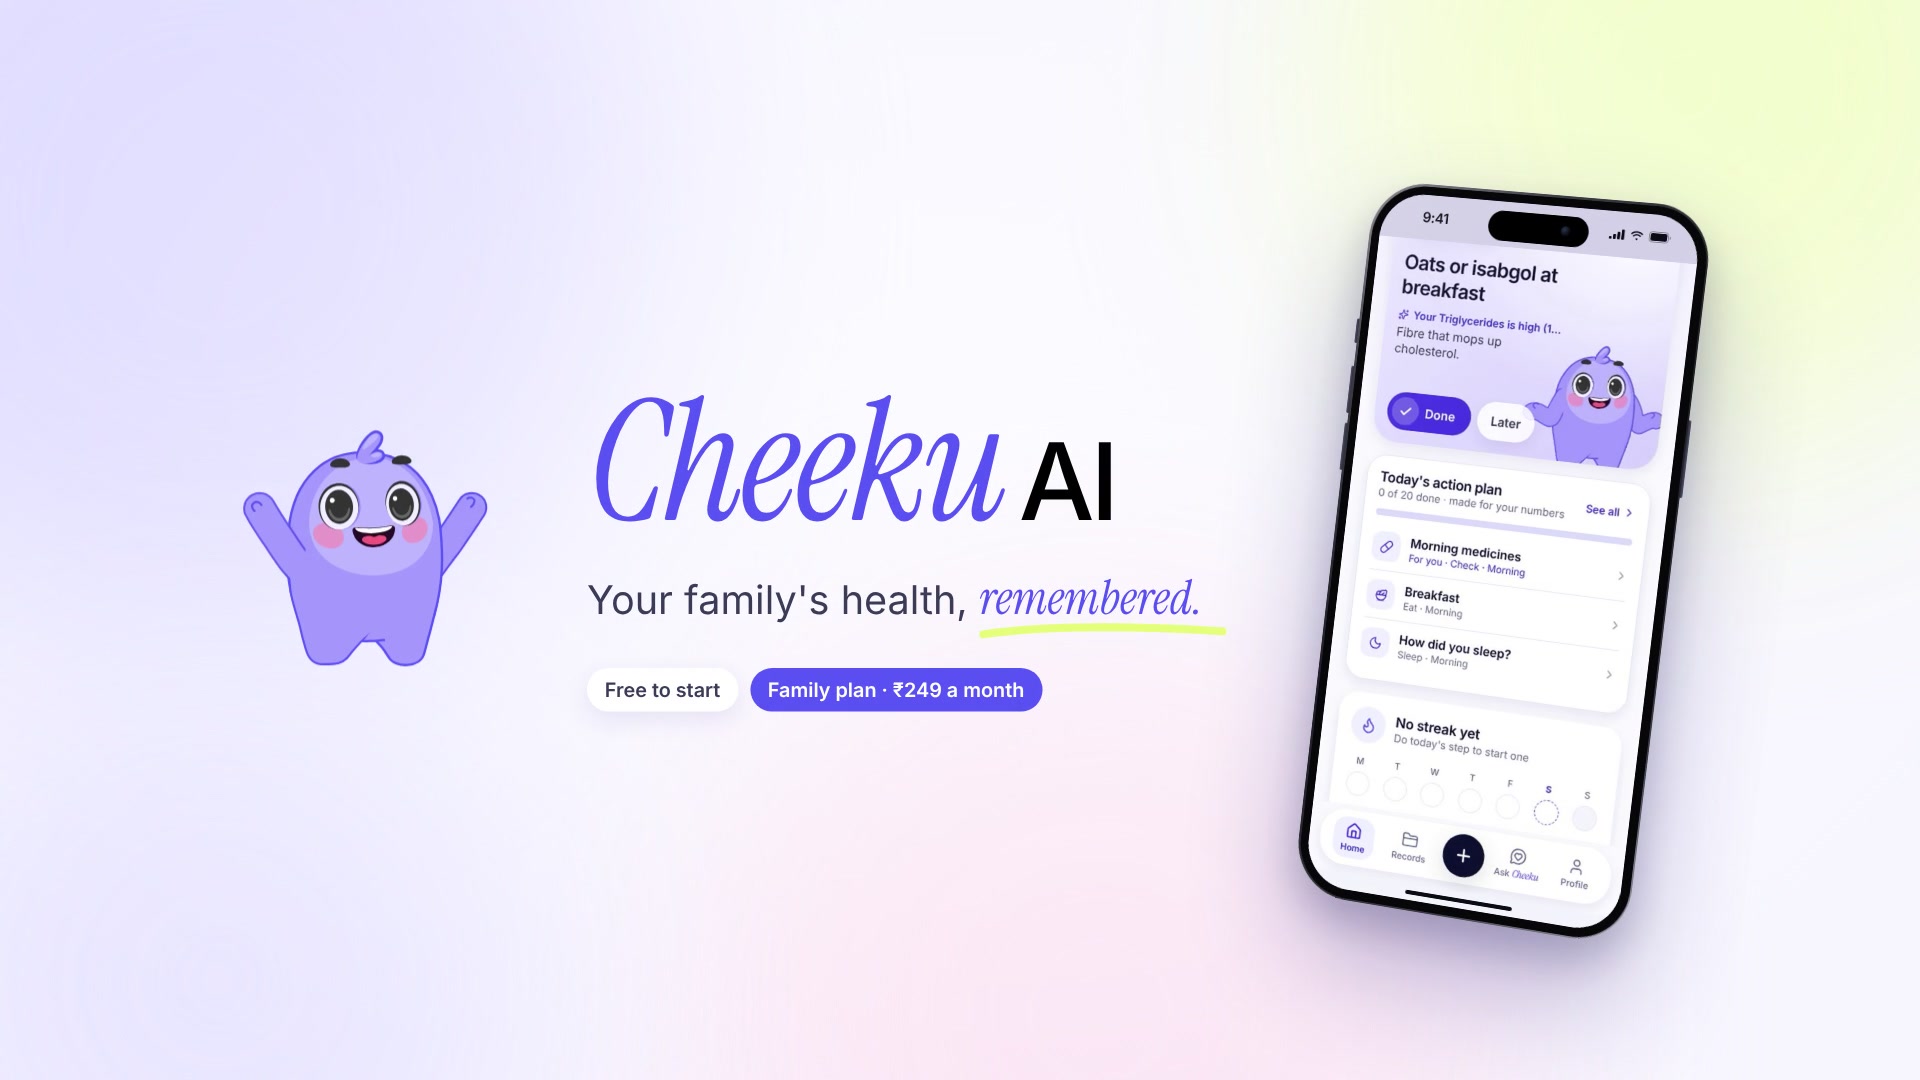 Cheeku AI
Your family's health, remembered.
Free to start
Family plan · ₹249 a month
9:41
Oats or isabgol at
breakfast
Your Triglycerides is high (1...
Fibre that mops up
cholesterol.
Done
Later
Today's action plan
0 of 20 done · made for your numbers
See all
Morning medicines
For you · Check · Morning
Breakfast
Eat · Morning
How did you sleep?
Sleep · Morning
No streak yet
Do today's step to start one
M T W T F S S
Home
Records
Ask Cheeku
Profile